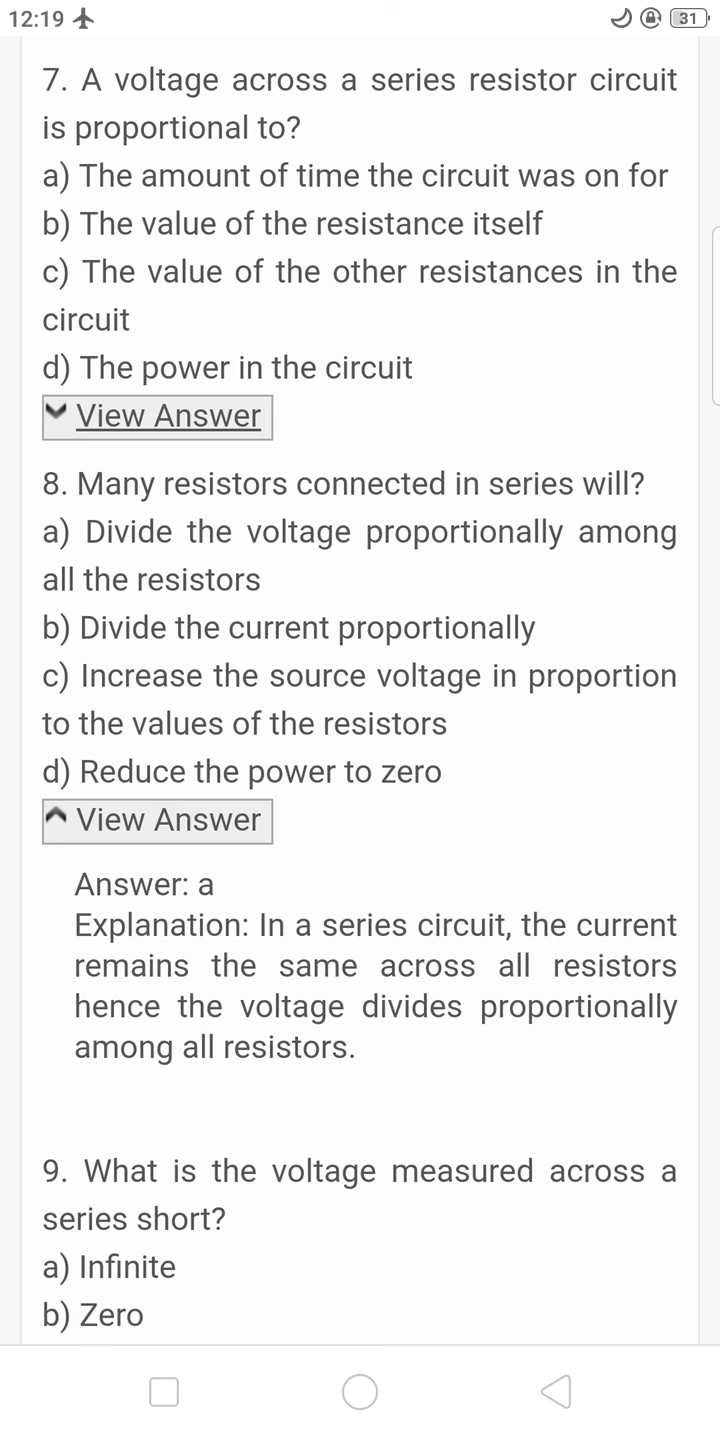 12:19
31
7. A voltage across a series resistor circuit
is proportional to?
a) The amount of time the circuit was on for
b) The value of the resistance itself
c) The value of the other resistances in the
circuit
d) The power in the circuit
View Answer
8. Many resistors connected in series will?
a) Divide the voltage proportionally among
all the resistors
b) Divide the current proportionally
c) Increase the source voltage in proportion
to the values of the resistors
d) Reduce the power to zero
View Answer
Answer: a
Explanation: In a series circuit, the current
remains the same across all resistors
hence the voltage divides proportionally
among all resistors.
9. What is the voltage measured across a
series short?
a) Infinite
b) Zero